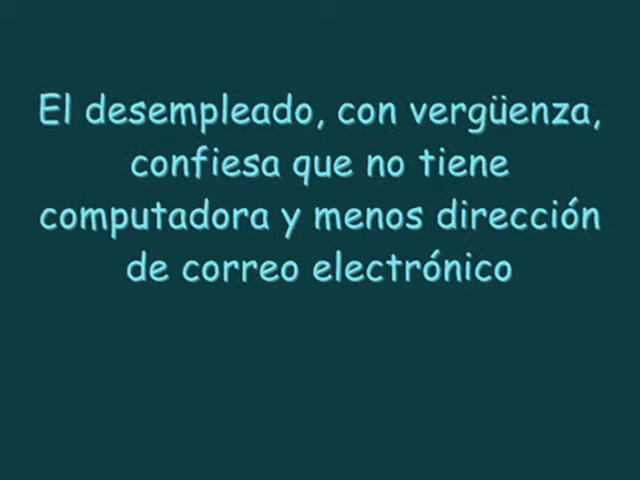 El desempleado, con vergüenza,
confiesa que no tiene
computadora y menos dirección
de correo electrónico